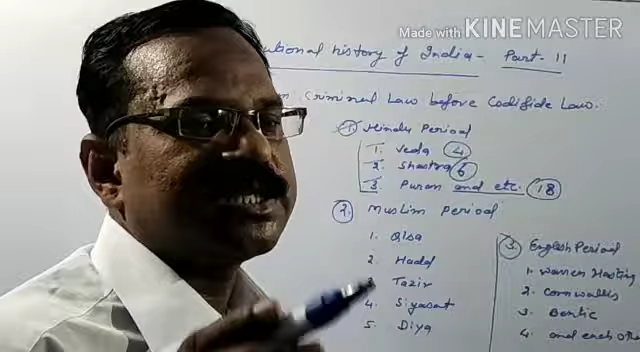 Made with KINEMASTER
utional history of India - Part-II
Criminal Law before Codifide Law.
1. Hindu Period
1. Veda 4
2. Shastra 6
3. Puran and etc. 18
2. Muslim Period
1. Qisa
2. Hadd
3. Tazir
4. Siyasat
5. Diya
3. English Period
1. Warren Hasting
2. Cornwallis
3. Bentic
4. and each othe